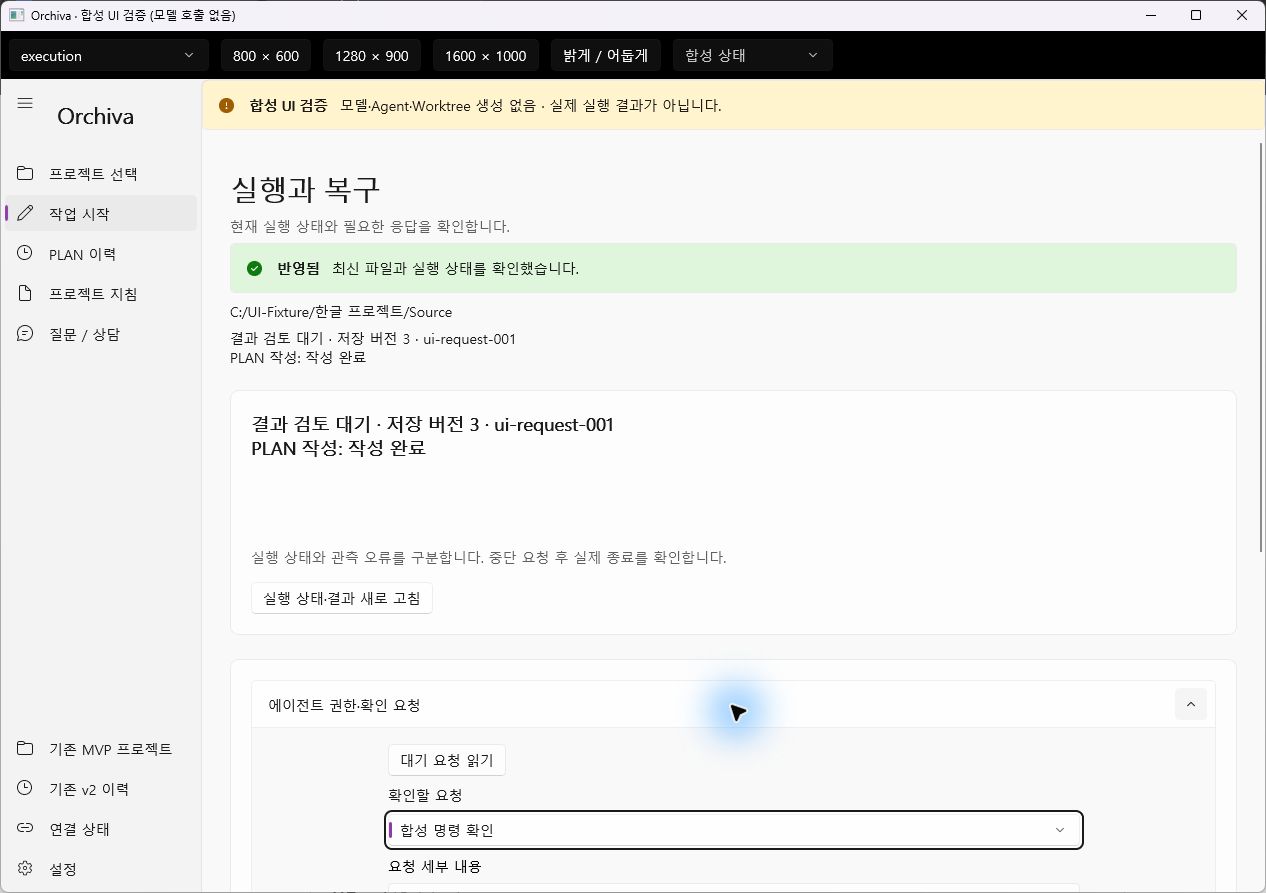 Orchiva · 합성 UI 검증 (모델 호출 없음)
execution
800 × 600
1280 × 900
1600 × 1000
밝게 / 어둡게
합성 상태
Orchiva
프로젝트 선택
작업 시작
PLAN 이력
프로젝트 지침
질문 / 상담
기존 MVP 프로젝트
기존 v2 이력
연결 상태
설정
합성 UI 검증 모델·Agent·Worktree 생성 없음 · 실제 실행 결과가 아닙니다.
실행과 복구
현재 실행 상태와 필요한 응답을 확인합니다.
반영됨 최신 파일과 실행 상태를 확인했습니다.
C:/UI-Fixture/한글 프로젝트/Source
결과 검토 대기 · 저장 버전 3 · ui-request-001
PLAN 작성: 작성 완료
결과 검토 대기 · 저장 버전 3 · ui-request-001
PLAN 작성: 작성 완료
실행 상태와 관측 오류를 구분합니다. 중단 요청 후 실제 종료를 확인합니다.
실행 상태·결과 새로 고침
에이전트 권한·확인 요청
대기 요청 읽기
확인할 요청
합성 명령 확인
요청 세부 내용